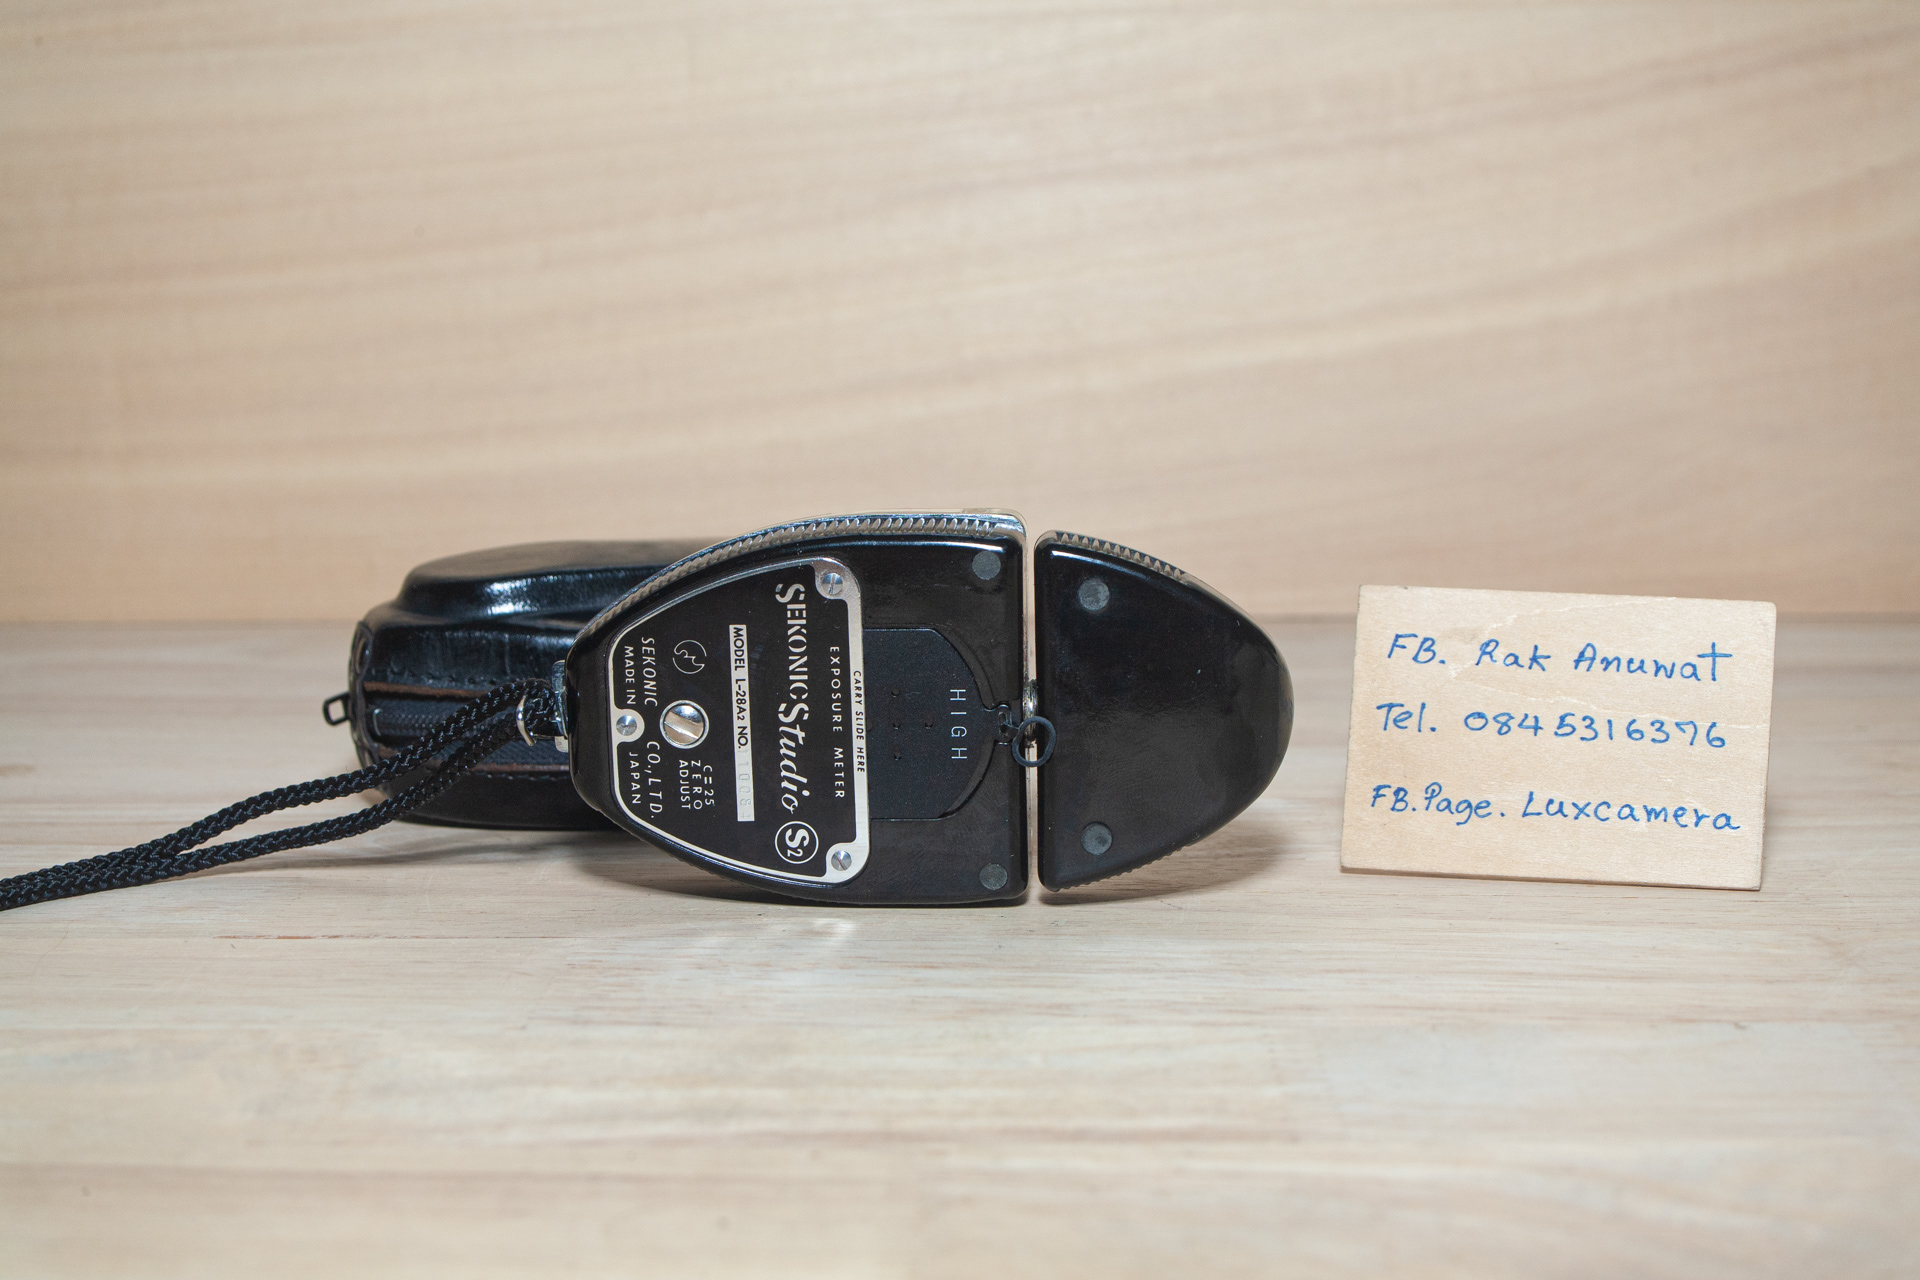 SEKONIC Studio S2
EXPOSURE METER
CARRY SLIDE HERE
HIGH
MODEL L-28A2 NO.
C=25
ZERO
ADJUST
SEKONIC CO., LTD.
MADE IN JAPAN
FB. Rak Anuwat
Tel. 0845316376
FB.Page. Luxcamera